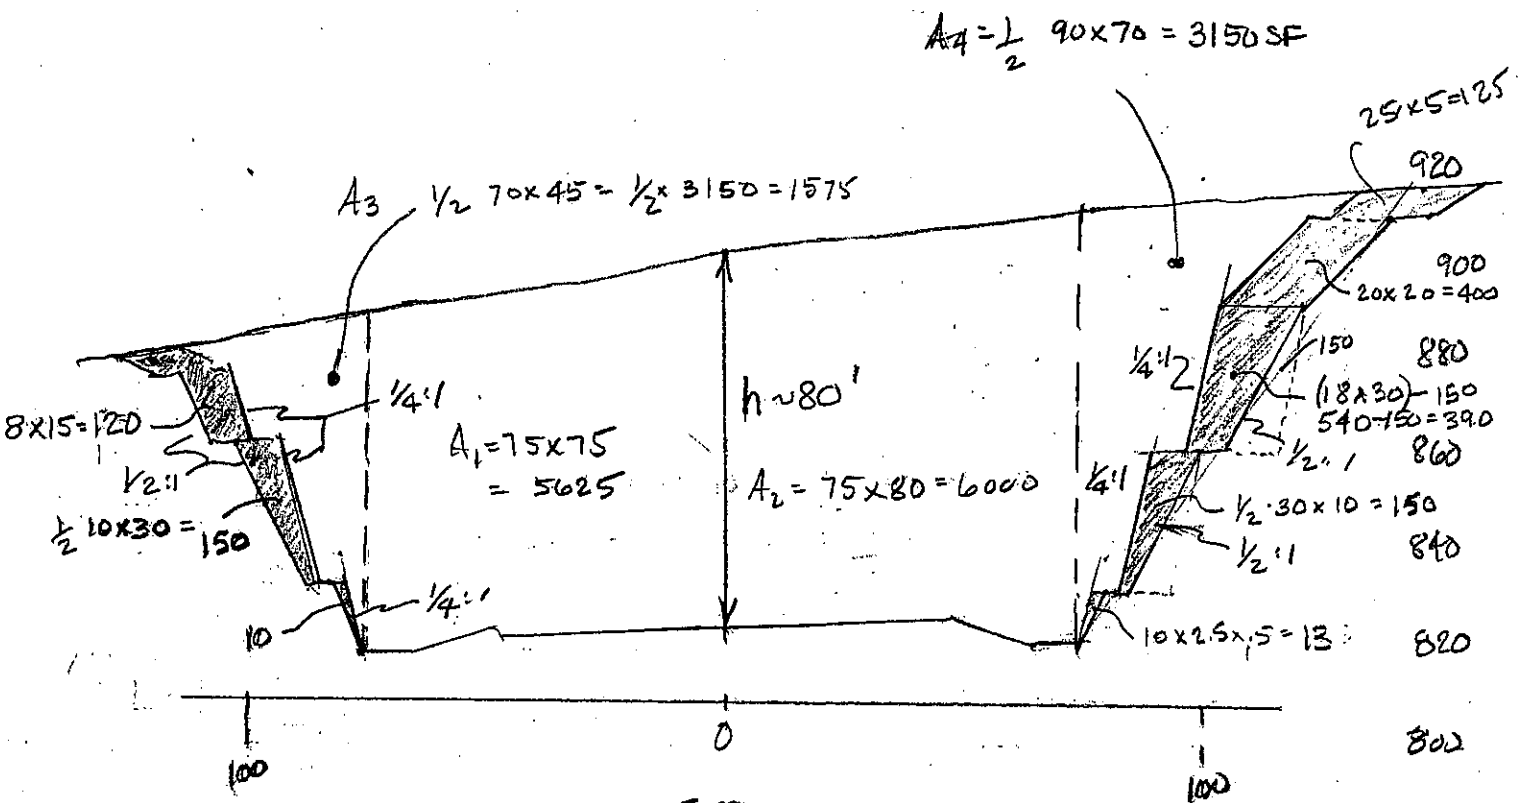 A4 = 1/2 90x70 = 3150 SF
25x5=125
920
A3 1/2 70x45 = 1/2 x 3150 = 1575
900
20x20=400
1/4:1
150
880
h ~ 80'
(18x30)-150
540-150=390
8x15=120
1/4:1
A1 = 75x75
= 5625
1/2:1
860
1/2:1
A2 = 75x80 = 6000
1/4:1
1/2·30x10 = 150
1/2 10x30 =
150
1/2:1
840
1/4:1
10
10x2.5x.5=13
820
0
800
100
100